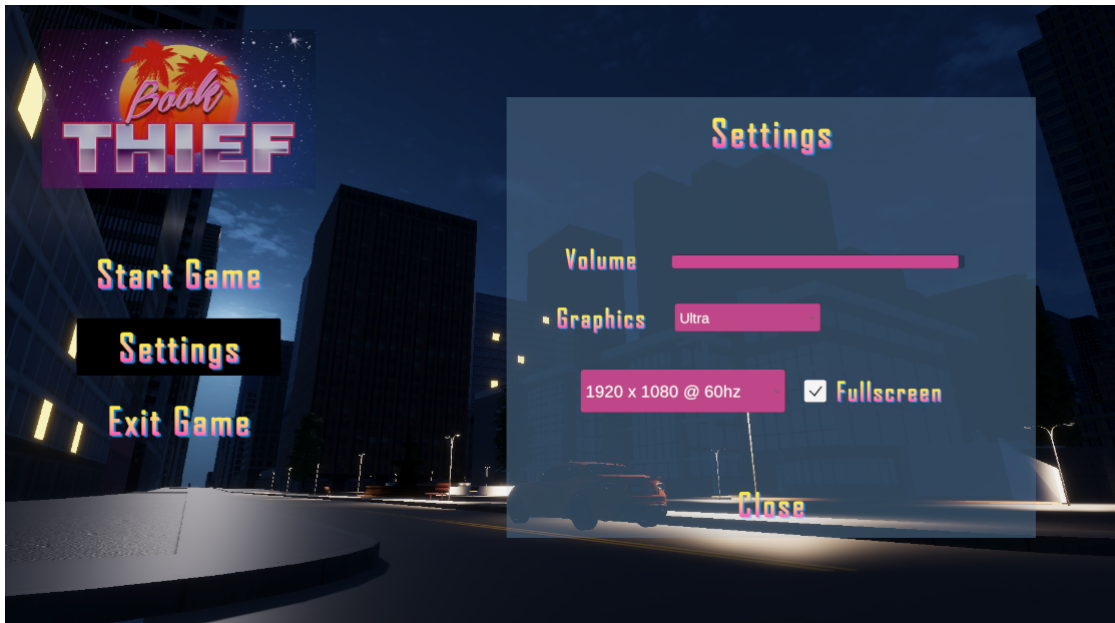 Book
THIEF
Start Game
Settings
Exit Game
Settings
Volume
Graphics
Ultra
1920 x 1080 @ 60hz
Fullscreen
Close